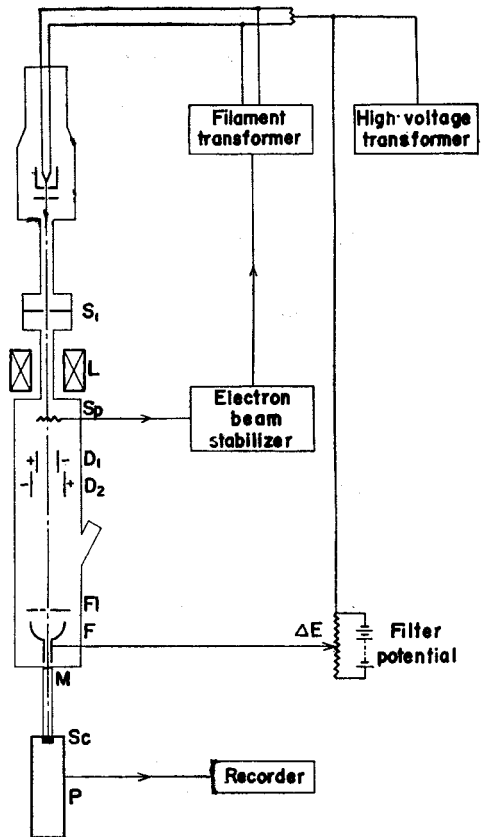 Filament
transformer
High-voltage
transformer
S₁
L
Sp
Electron
beam
stabilizer
+ D₁ -
- D₂ +
Fl
F
ΔE
Filter
potential
M
Sc
P
Recorder